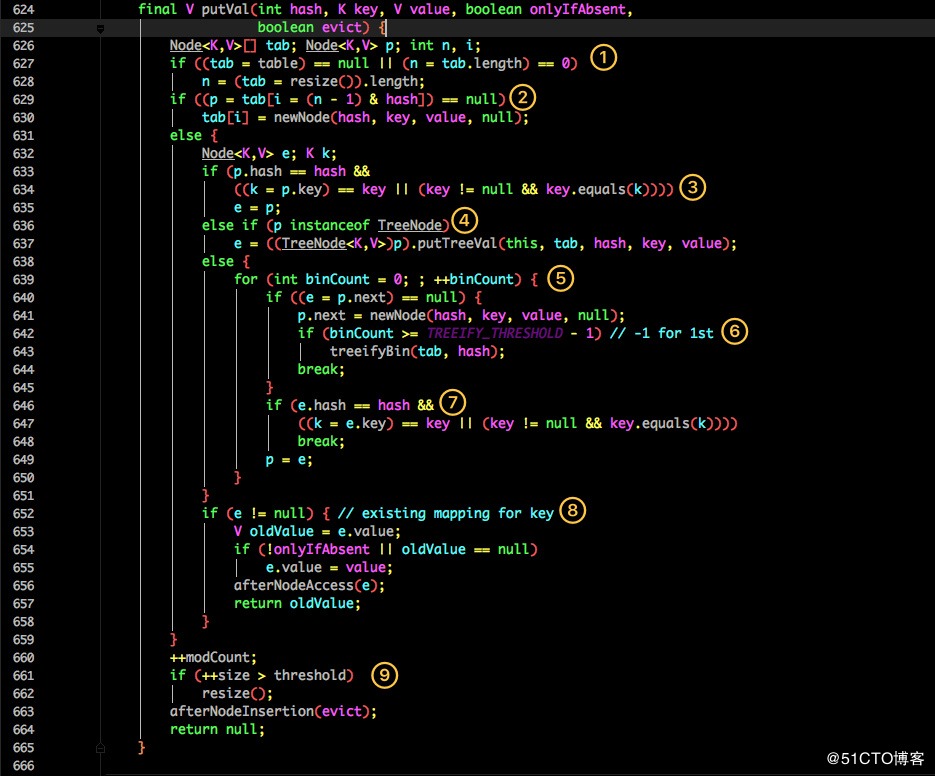 624 final V putVal(int hash, K key, V value, boolean onlyIfAbsent,
625 boolean evict) {
626 Node<K,V>[] tab; Node<K,V> p; int n, i;
627 if ((tab = table) == null || (n = tab.length) == 0) ①
628 n = (tab = resize()).length;
629 if ((p = tab[i = (n - 1) & hash]) == null) ②
630 tab[i] = newNode(hash, key, value, null);
631 else {
632 Node<K,V> e; K k;
633 if (p.hash == hash &&
634 ((k = p.key) == key || (key != null && key.equals(k)))) ③
635 e = p;
636 else if (p instanceof TreeNode) ④
637 e = ((TreeNode<K,V>)p).putTreeVal(this, tab, hash, key, value);
638 else {
639 for (int binCount = 0; ; ++binCount) { ⑤
640 if ((e = p.next) == null) {
641 p.next = newNode(hash, key, value, null);
642 if (binCount >= TREEIFY_THRESHOLD - 1) // -1 for 1st ⑥
643 treeifyBin(tab, hash);
644 break;
645 }
646 if (e.hash == hash && ⑦
647 ((k = e.key) == key || (key != null && key.equals(k))))
648 break;
649 p = e;
650 }
651 }
652 if (e != null) { // existing mapping for key ⑧
653 V oldValue = e.value;
654 if (!onlyIfAbsent || oldValue == null)
655 e.value = value;
656 afterNodeAccess(e);
657 return oldValue;
658 }
659 }
660 ++modCount;
661 if (++size > threshold) ⑨
662 resize();
663 afterNodeInsertion(evict);
664 return null;
665 }
666
@51CTO博客